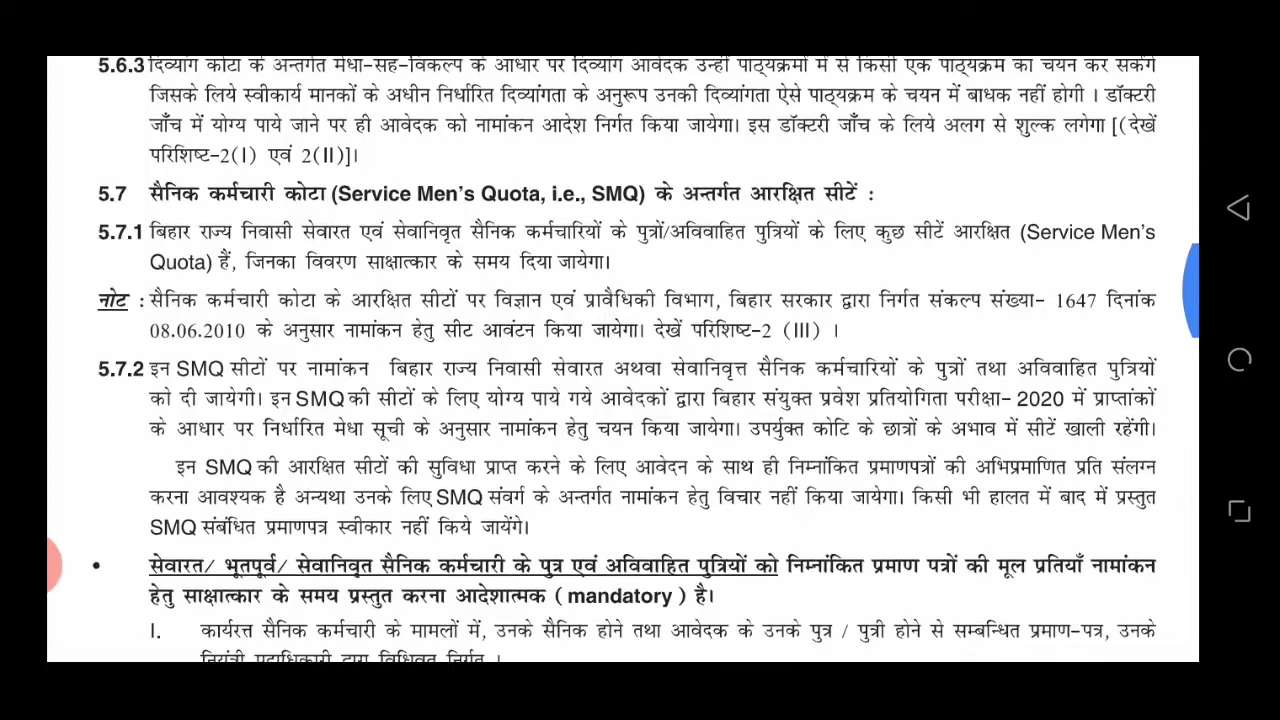 5.6.3 दिव्यांग कोटा के अन्तर्गत मेधा-सह-विकल्प के आधार पर दिव्यांग आवेदक उन्हीं पाठ्यक्रमों में से किसी एक पाठ्यक्रम का चयन कर सकेंगे
जिसके लिये स्वीकार्य मानकों के अधीन निर्धारित दिव्यांगता के अनुरूप उनकी दिव्यांगता ऐसे पाठ्यक्रम के चयन में बाधक नहीं होगी । डॉक्टरी
जाँच में योग्य पाये जाने पर ही आवेदक को नामांकन आदेश निर्गत किया जायेगा। इस डॉक्टरी जाँच के लिये अलग से शुल्क लगेगा [(देखें
परिशिष्ट-2(I) एवं 2(II)]।
5.7 सैनिक कर्मचारी कोटा (Service Men's Quota, i.e., SMQ) के अन्तर्गत आरक्षित सीटें :
5.7.1 बिहार राज्य निवासी सेवारत एवं सेवानिवृत सैनिक कर्मचारियों के पुत्रों/अविवाहित पुत्रियों के लिए कुछ सीटें आरक्षित (Service Men's
Quota) हैं, जिनका विवरण साक्षात्कार के समय दिया जायेगा।
नोट : सैनिक कर्मचारी कोटा के आरक्षित सीटों पर विज्ञान एवं प्रावैधिकी विभाग, बिहार सरकार द्वारा निर्गत संकल्प संख्या- 1647 दिनांक
08.06.2010 के अनुसार नामांकन हेतु सीट आवंटन किया जायेगा। देखें परिशिष्ट-2 (III) ।
5.7.2 इन SMQ सीटों पर नामांकन बिहार राज्य निवासी सेवारत अथवा सेवानिवृत्त सैनिक कर्मचारियों के पुत्रों तथा अविवाहित पुत्रियों
को दी जायेगी। इन SMQ की सीटों के लिए योग्य पाये गये आवेदकों द्वारा बिहार संयुक्त प्रवेश प्रतियोगिता परीक्षा- 2020 में प्राप्तांकों
के आधार पर निर्धारित मेधा सूची के अनुसार नामांकन हेतु चयन किया जायेगा। उपर्युक्त कोटि के छात्रों के अभाव में सीटें खाली रहेंगी।
इन SMQ की आरक्षित सीटों की सुविधा प्राप्त करने के लिए आवेदन के साथ ही निम्नांकित प्रमाणपत्रों की अभिप्रमाणित प्रति संलग्न
करना आवश्यक है अन्यथा उनके लिए SMQ संवर्ग के अन्तर्गत नामांकन हेतु विचार नहीं किया जायेगा। किसी भी हालत में बाद में प्रस्तुत
SMQ संबंधित प्रमाणपत्र स्वीकार नहीं किये जायेंगे।
• सेवारत/ भूतपूर्व/ सेवानिवृत सैनिक कर्मचारी के पुत्र एवं अविवाहित पुत्रियों को निम्नांकित प्रमाण पत्रों की मूल प्रतियाँ नामांकन
हेतु साक्षात्कार के समय प्रस्तुत करना आदेशात्मक ( mandatory ) है।
I. कार्यरत्त सैनिक कर्मचारी के मामलों में, उनके सैनिक होने तथा आवेदक के उनके पुत्र / पुत्री होने से सम्बन्धित प्रमाण-पत्र, उनके
नियंत्री पदाधिकारी द्वारा विधिवत निर्गत ।